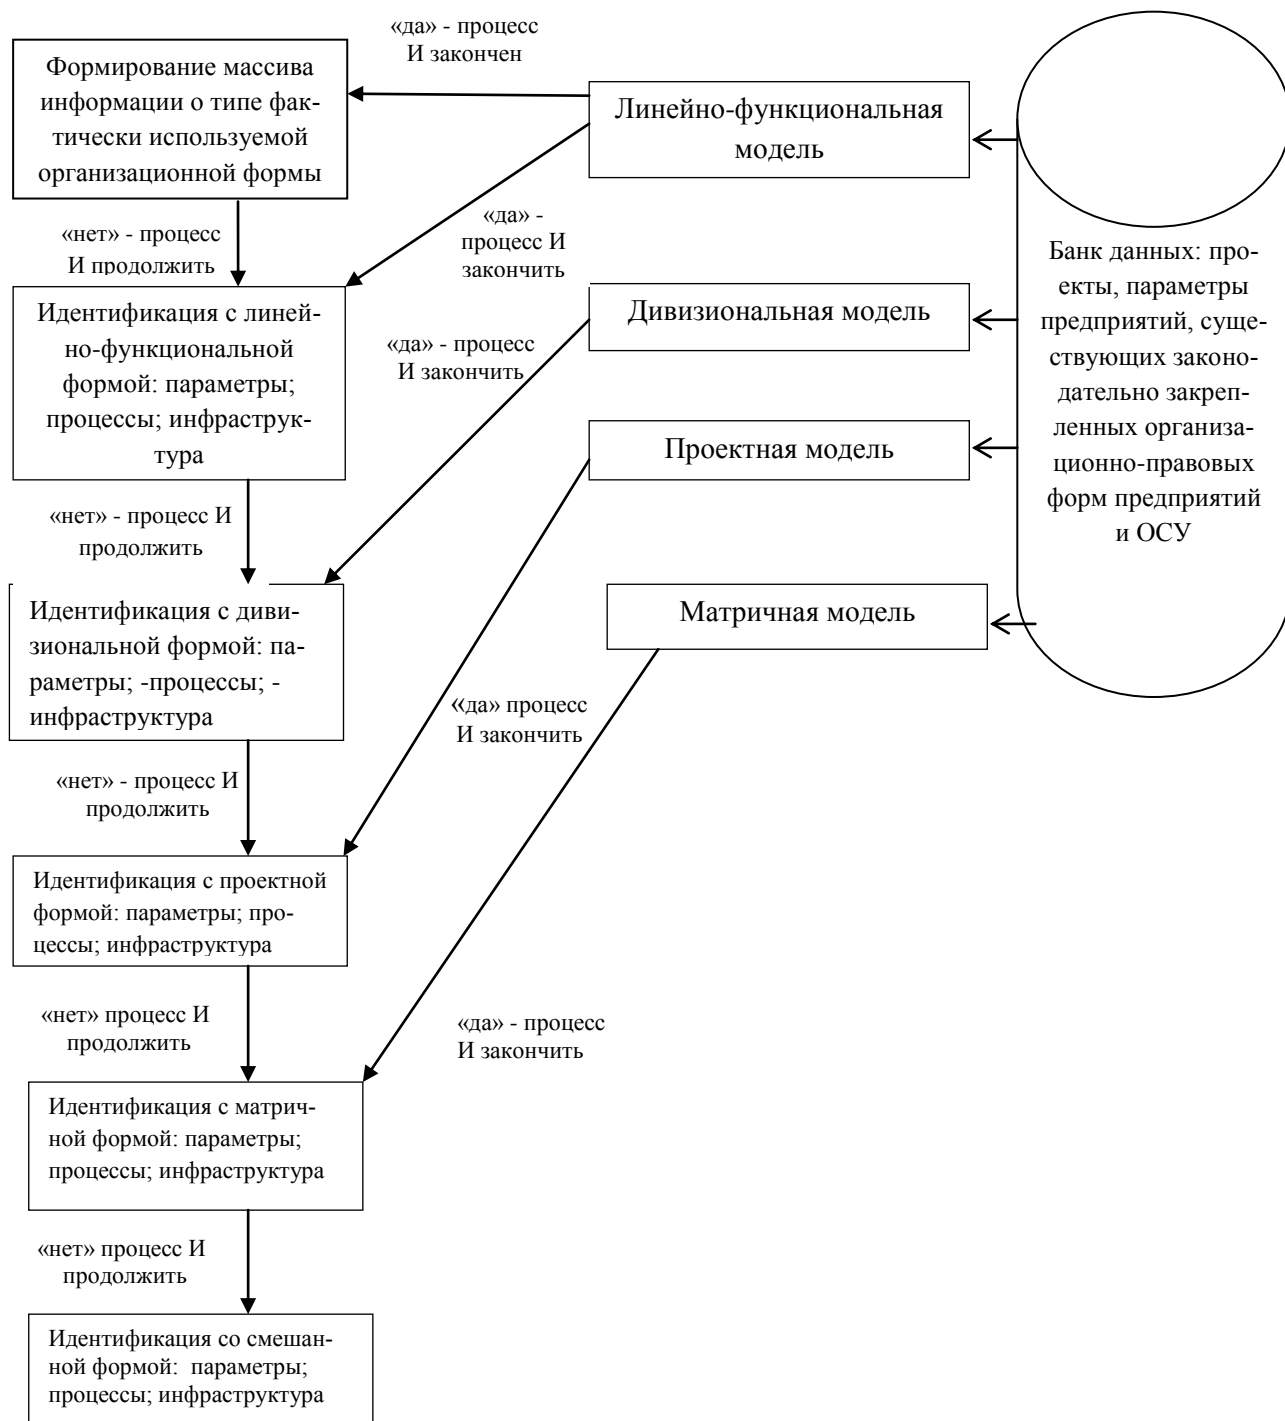 «да» - процесс
И закончен
Формирование массива
информации о типе фак-
тически используемой
организационной формы
Линейно-функциональная
модель
«нет» - процесс
И продолжить
«да» -
процесс И
закончить
Банк данных: про-
екты, параметры
предприятий, суще-
ствующих законо-
дательно закреп-
ленных организа-
ционно-правовых
форм предприятий
и ОСУ
Идентификация с линей-
но-функциональной
формой: параметры;
процессы; инфраструк-
тура
Дивизиональная модель
«да» - процесс
И закончить
Проектная модель
«нет» - процесс И
продолжить
Идентификация с диви-
зиональной формой: па-
раметры; -процессы; -
инфраструктура
Матричная модель
«да» процесс
И закончить
«нет» - процесс И
продолжить
Идентификация с проектной
формой: параметры; про-
цессы; инфраструктура
«нет» процесс И
продолжить
«да» - процесс
И закончить
Идентификация с матрич-
ной формой: параметры;
процессы; инфраструктура
«нет» процесс И
продолжить
Идентификация со смешан-
ной формой:  параметры;
процессы; инфраструктура